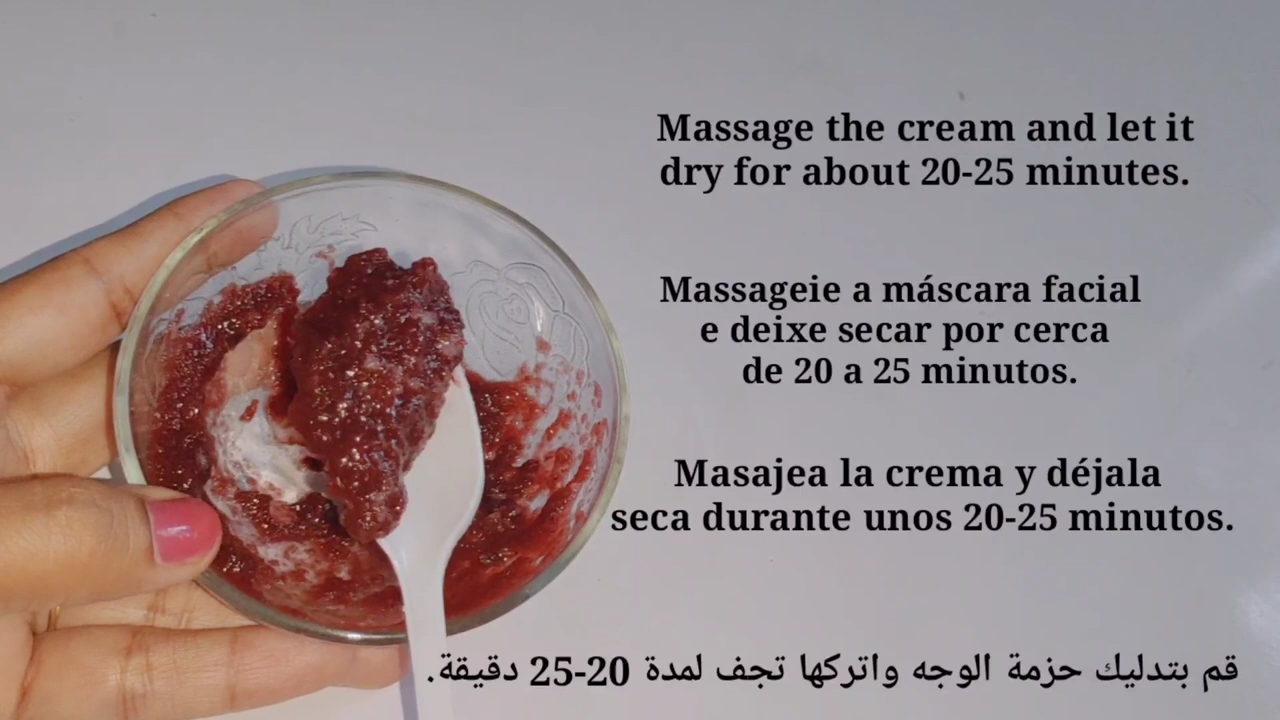 Massage the cream and let it
dry for about 20-25 minutes.
Massageie a máscara facial
e deixe secar por cerca
de 20 a 25 minutos.
Masajea la crema y déjala
seca durante unos 20-25 minutos.
قم بتدليك حزمة الوجه واتركها تجف لمدة 20-25 دقيقة.